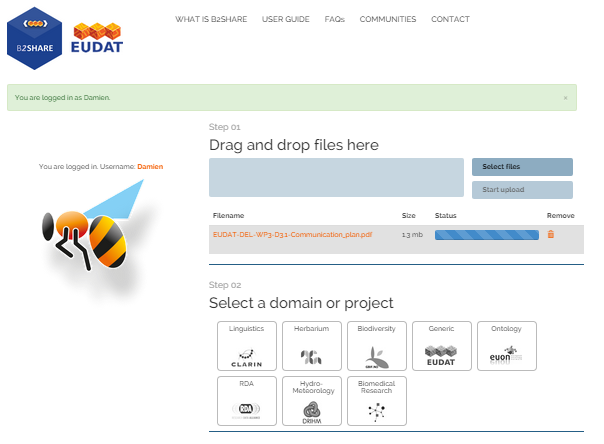 B2SHARE
EUDAT
WHAT IS B2SHARE USER GUIDE FAQs COMMUNITIES CONTACT
You are logged in as Damien. ×
You are logged in. Username: Damien
Step 01
Drag and drop files here
Select files
Start upload
Filename Size Status Remove
EUDAT-DEL-WP3-D3.1-Communication_plan.pdf 1.3 mb
Step 02
Select a domain or project
Linguistics Herbarium Biodiversity Generic Ontology
CLARIN EUDAT euon
RDA Hydro-Meteorology Biomedical Research
RDA DRIHM